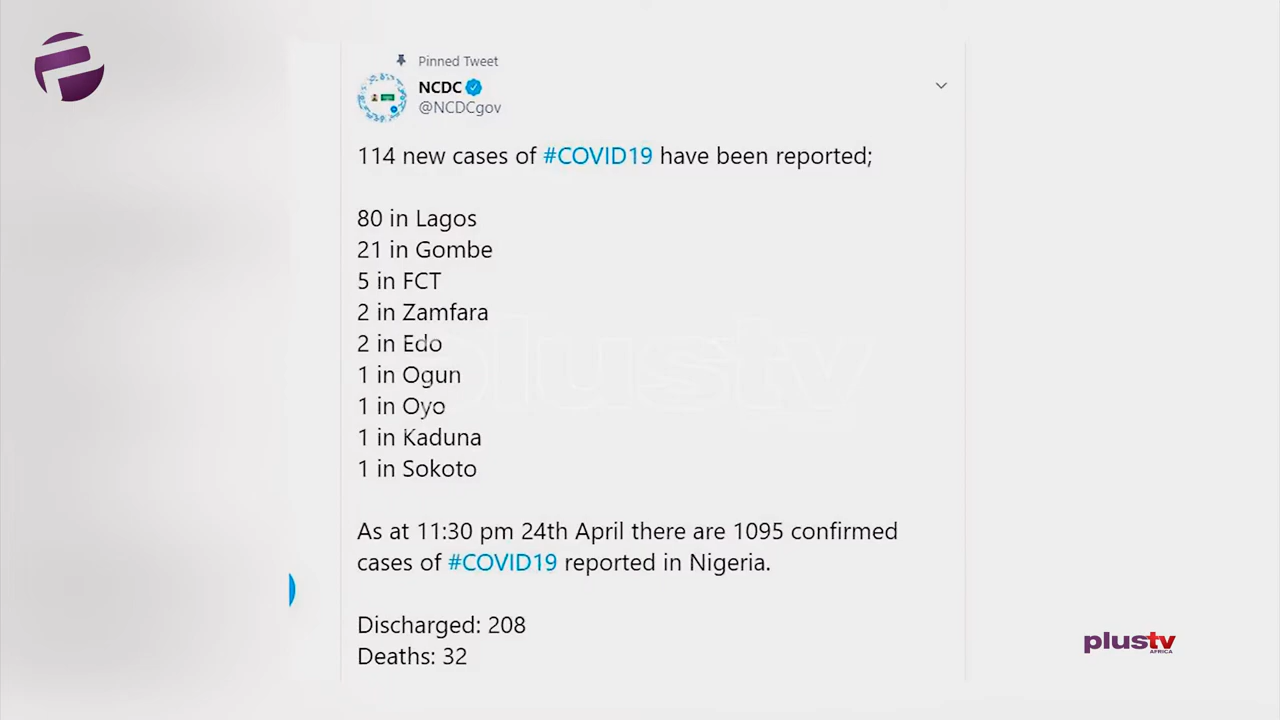 Pinned Tweet
NCDC
@NCDCgov
114 new cases of #COVID19 have been reported;
80 in Lagos
21 in Gombe
5 in FCT
2 in Zamfara
2 in Edo
1 in Ogun
1 in Oyo
1 in Kaduna
1 in Sokoto
As at 11:30 pm 24th April there are 1095 confirmed
cases of #COVID19 reported in Nigeria.
Discharged: 208
Deaths: 32
plustv
plustv
AFRICA